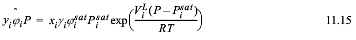 y_i φ̂_i P = x_i γ_i φ_i^{sat} P_i^{sat} exp(V_i^L (P − P_i^{sat}) / RT) 11.15